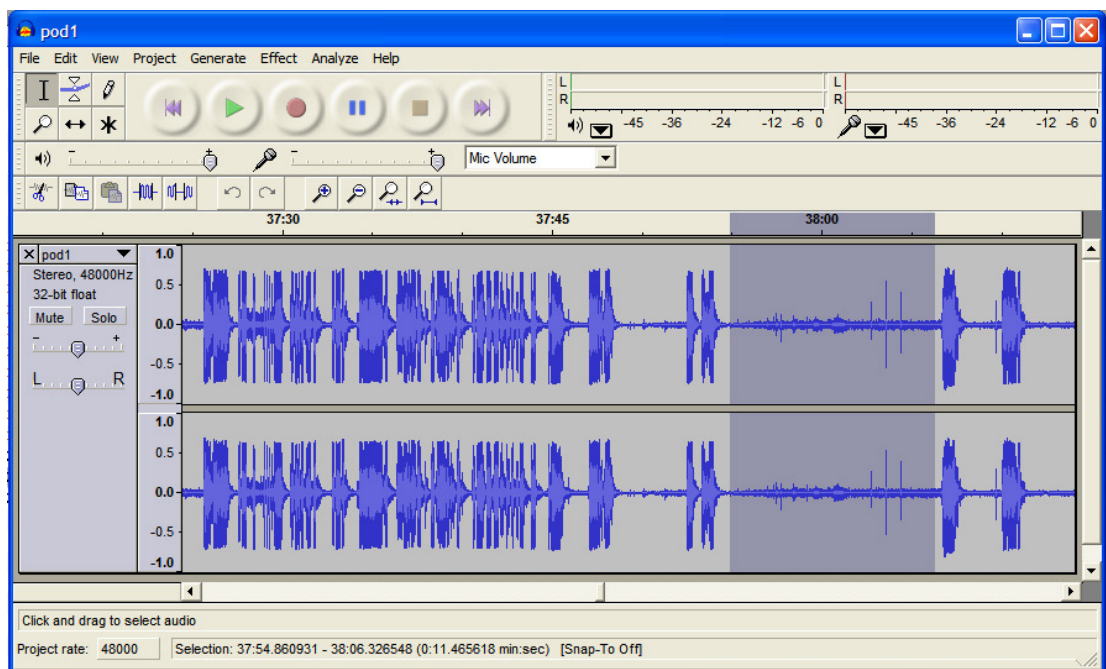 pod1
File Edit View Project Generate Effect Analyze Help
L
R
-45 -36 -24 -12 -6 0
L
R
-45 -36 -24 -12 -6 0
- + - + Mic Volume
37:30 37:45 38:00
pod1
Stereo, 48000Hz
32-bit float
Mute Solo
- +
L R
1.0
0.5
0.0
-0.5
-1.0
1.0
0.5
0.0
-0.5
-1.0
Click and drag to select audio
Project rate: 48000 Selection: 37:54.860931 - 38:06.326548 (0:11.465618 min:sec) [Snap-To Off]